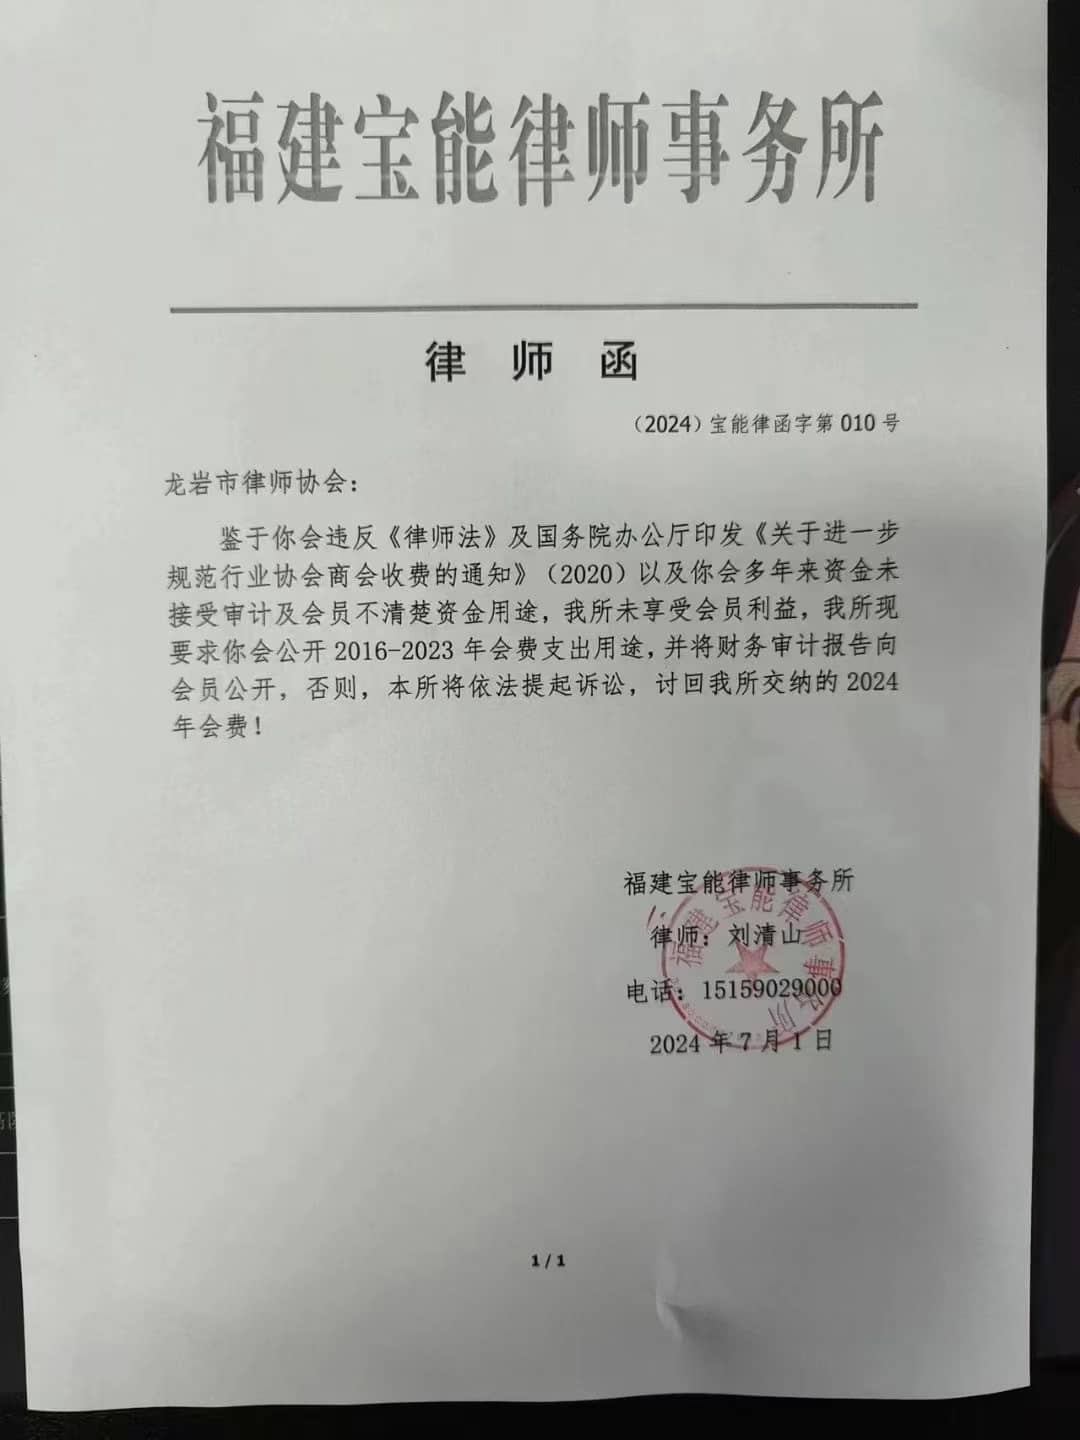 福建宝能律师事务所
律 师 函
（2024）宝能律函字第 010 号
龙岩市律师协会：
鉴于你会违反《律师法》及国务院办公厅印发《关于进一步
规范行业协会商会收费的通知》（2020）以及你会多年来资金未
接受审计及会员不清楚资金用途，我所未享受会员利益，我所现
要求你会公开 2016-2023 年会费支出用途，并将财务审计报告向
会员公开，否则，本所将依法提起诉讼，讨回我所交纳的 2024
年会费！
福建宝能律师事务所
律师：刘清山
电话：15159029000
2024 年 7 月 1 日
福建宝能律师事务所
1 / 1